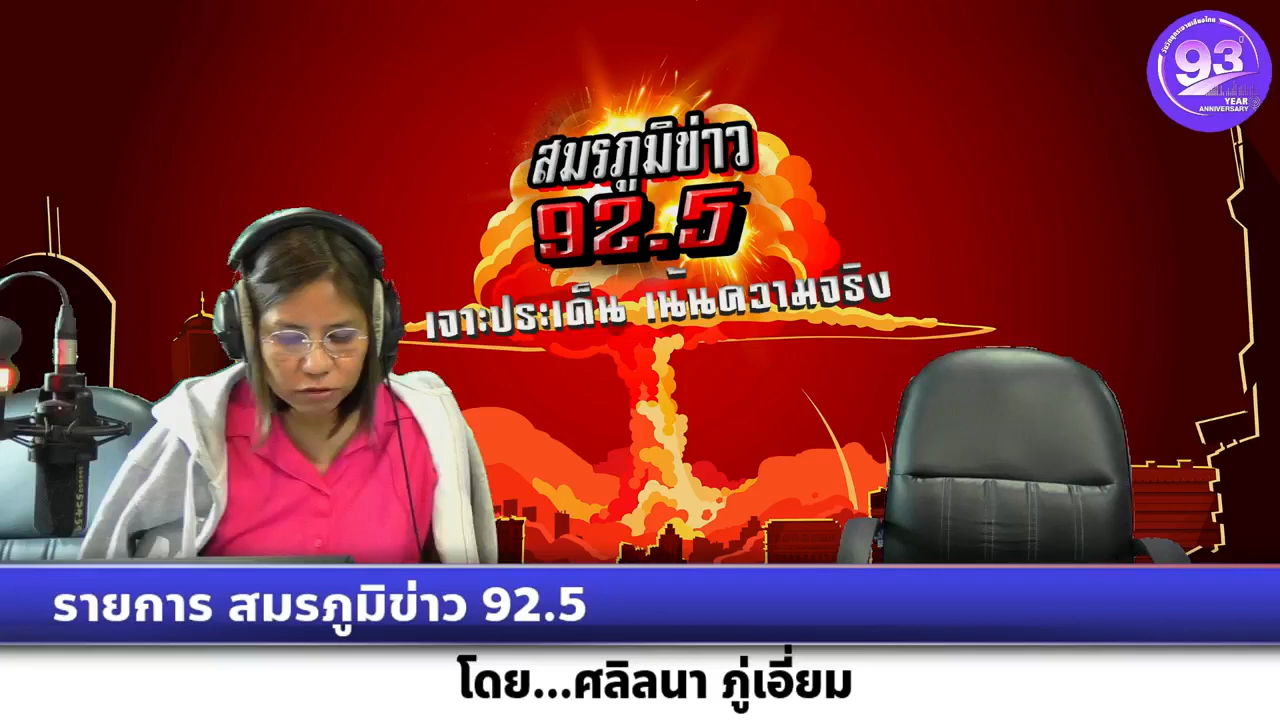 93
YEAR
ANNIVERSARY
สมรภูมิข่าว
92.5
เจาะประเด็น เน้นความจริง
รายการ สมรภูมิข่าว 92.5
โดย...ศลิลนา ภู่เอี่ยม